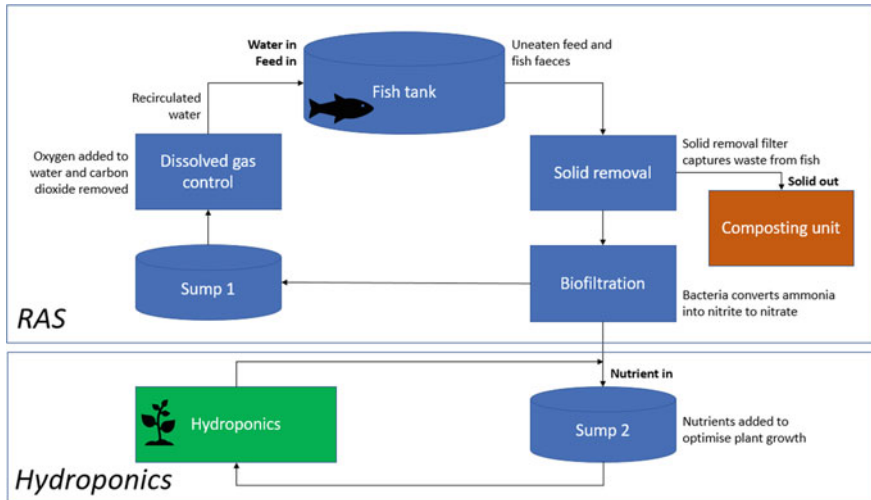 Water in
Feed in
Fish tank
Uneaten feed and
fish faeces
Recirculated
water
Oxygen added to
water and carbon
dioxide removed
Dissolved gas
control
Solid removal
Solid removal filter
captures waste from fish
Solid out
Composting unit
Sump 1
Biofiltration
Bacteria converts ammonia
into nitrite to nitrate
RAS
Nutrient in
Hydroponics
Sump 2
Nutrients added to
optimise plant growth
Hydroponics